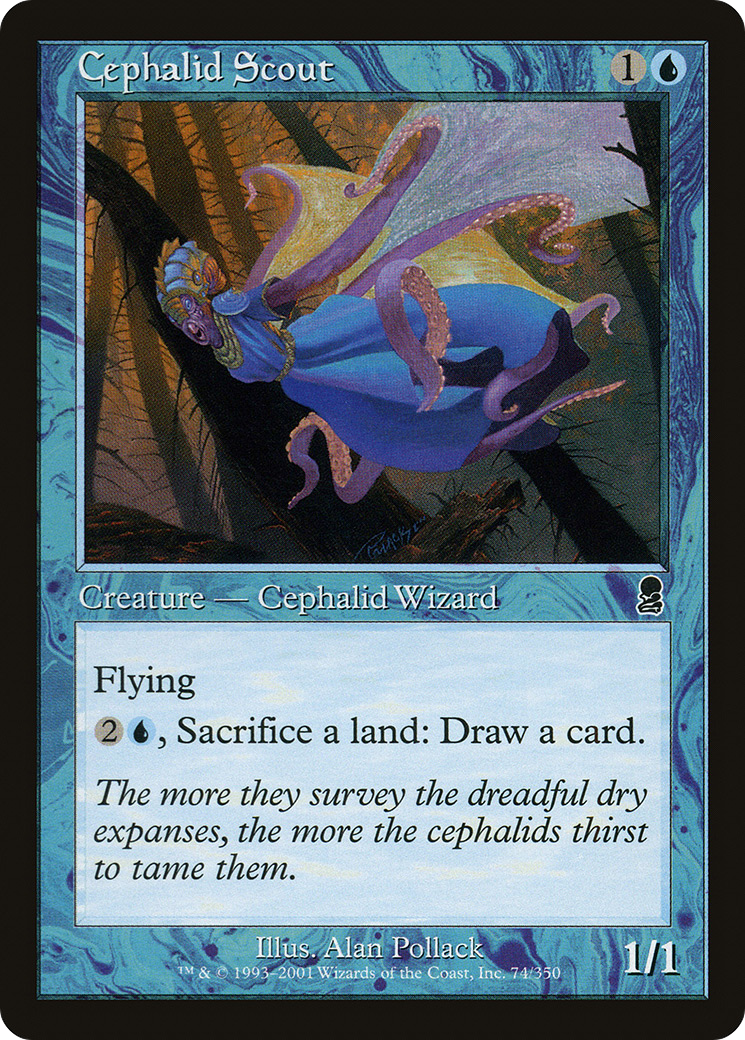 Cephalid Scout
1
Creature — Cephalid Wizard
Flying
2 , Sacrifice a land: Draw a card.
The more they survey the dreadful dry
expanses, the more the cephalids thirst
to tame them.
Illus. Alan Pollack
™ & © 1993–2001 Wizards of the Coast, Inc. 74/350
1/1